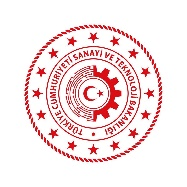 TÜRKİYE CUMHURİYETİ SANAYİ VE TEKNOLOJİ BAKANLIĞI